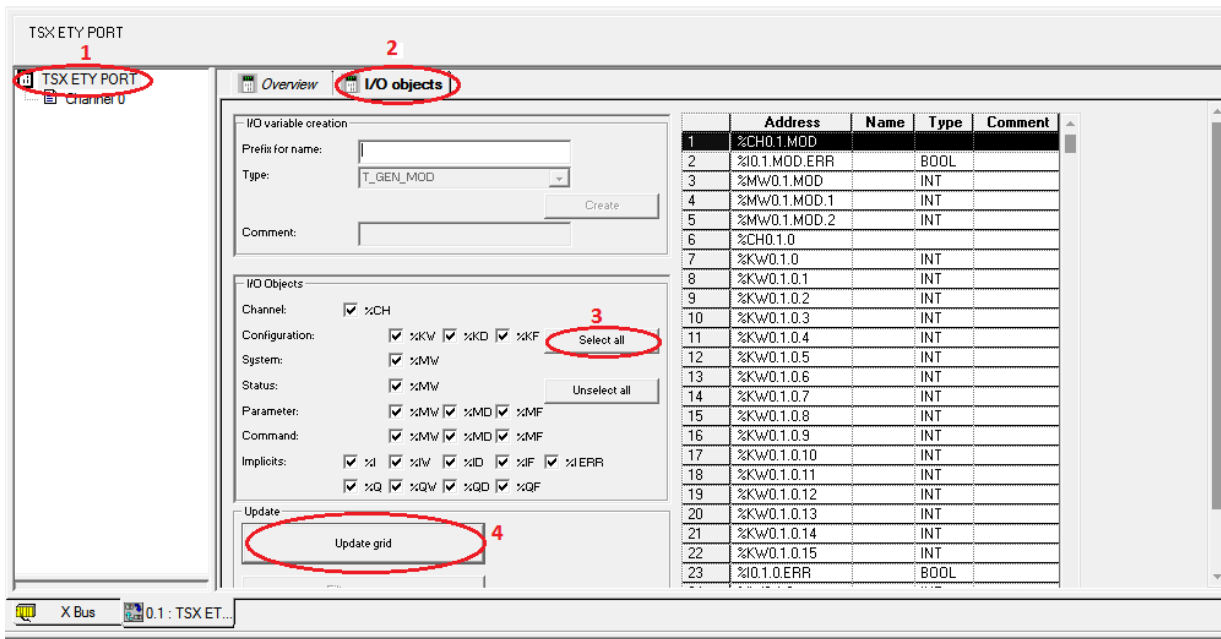 TSX ETY PORT
1
2
TSX ETY PORT
Channel 0
Overview
I/O objects
I/O variable creation
Prefix for name:
Type:
T_GEN_MOD
Create
Comment:
I/O Objects
Channel:
%CH
3
Configuration:
%KW %KD %KF
Select all
System:
%MW
Status:
%MW
Unselect all
Parameter:
%MW %MD %MF
Command:
%MW %MD %MF
Implicits:
%I %IW %ID %IF %IERR
%Q %QW %QD %QF
Update
Update grid
4
Address Name Type Comment
1 %CH0.1.MOD
2 %I0.1.MOD.ERR BOOL
3 %MW0.1.MOD INT
4 %MW0.1.MOD.1 INT
5 %MW0.1.MOD.2 INT
6 %CH0.1.0
7 %KW0.1.0 INT
8 %KW0.1.0.1 INT
9 %KW0.1.0.2 INT
10 %KW0.1.0.3 INT
11 %KW0.1.0.4 INT
12 %KW0.1.0.5 INT
13 %KW0.1.0.6 INT
14 %KW0.1.0.7 INT
15 %KW0.1.0.8 INT
16 %KW0.1.0.9 INT
17 %KW0.1.0.10 INT
18 %KW0.1.0.11 INT
19 %KW0.1.0.12 INT
20 %KW0.1.0.13 INT
21 %KW0.1.0.14 INT
22 %KW0.1.0.15 INT
23 %I0.1.0.ERR BOOL
X Bus
0.1 : TSX ET...